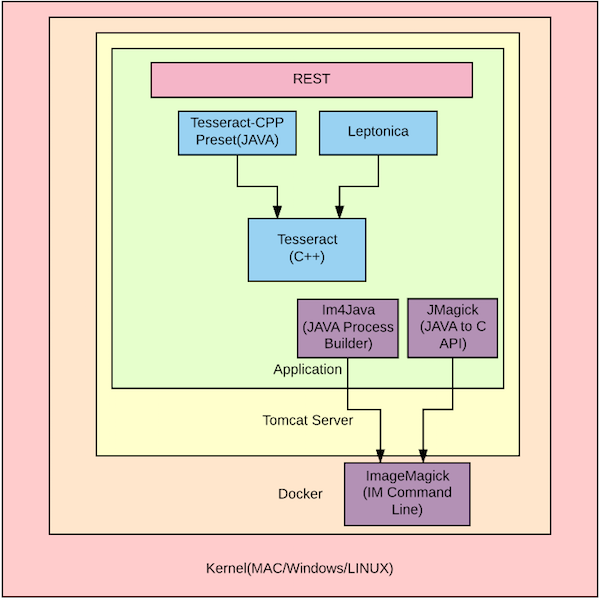 REST
Tesseract-CPP
Preset(JAVA)
Leptonica
Tesseract
(C++)
Im4Java
(JAVA Process
Builder)
JMagick
(JAVA to C
API)
Application
Tomcat Server
ImageMagick
(IM Command
Line)
Docker
Kernel(MAC/Windows/LINUX)